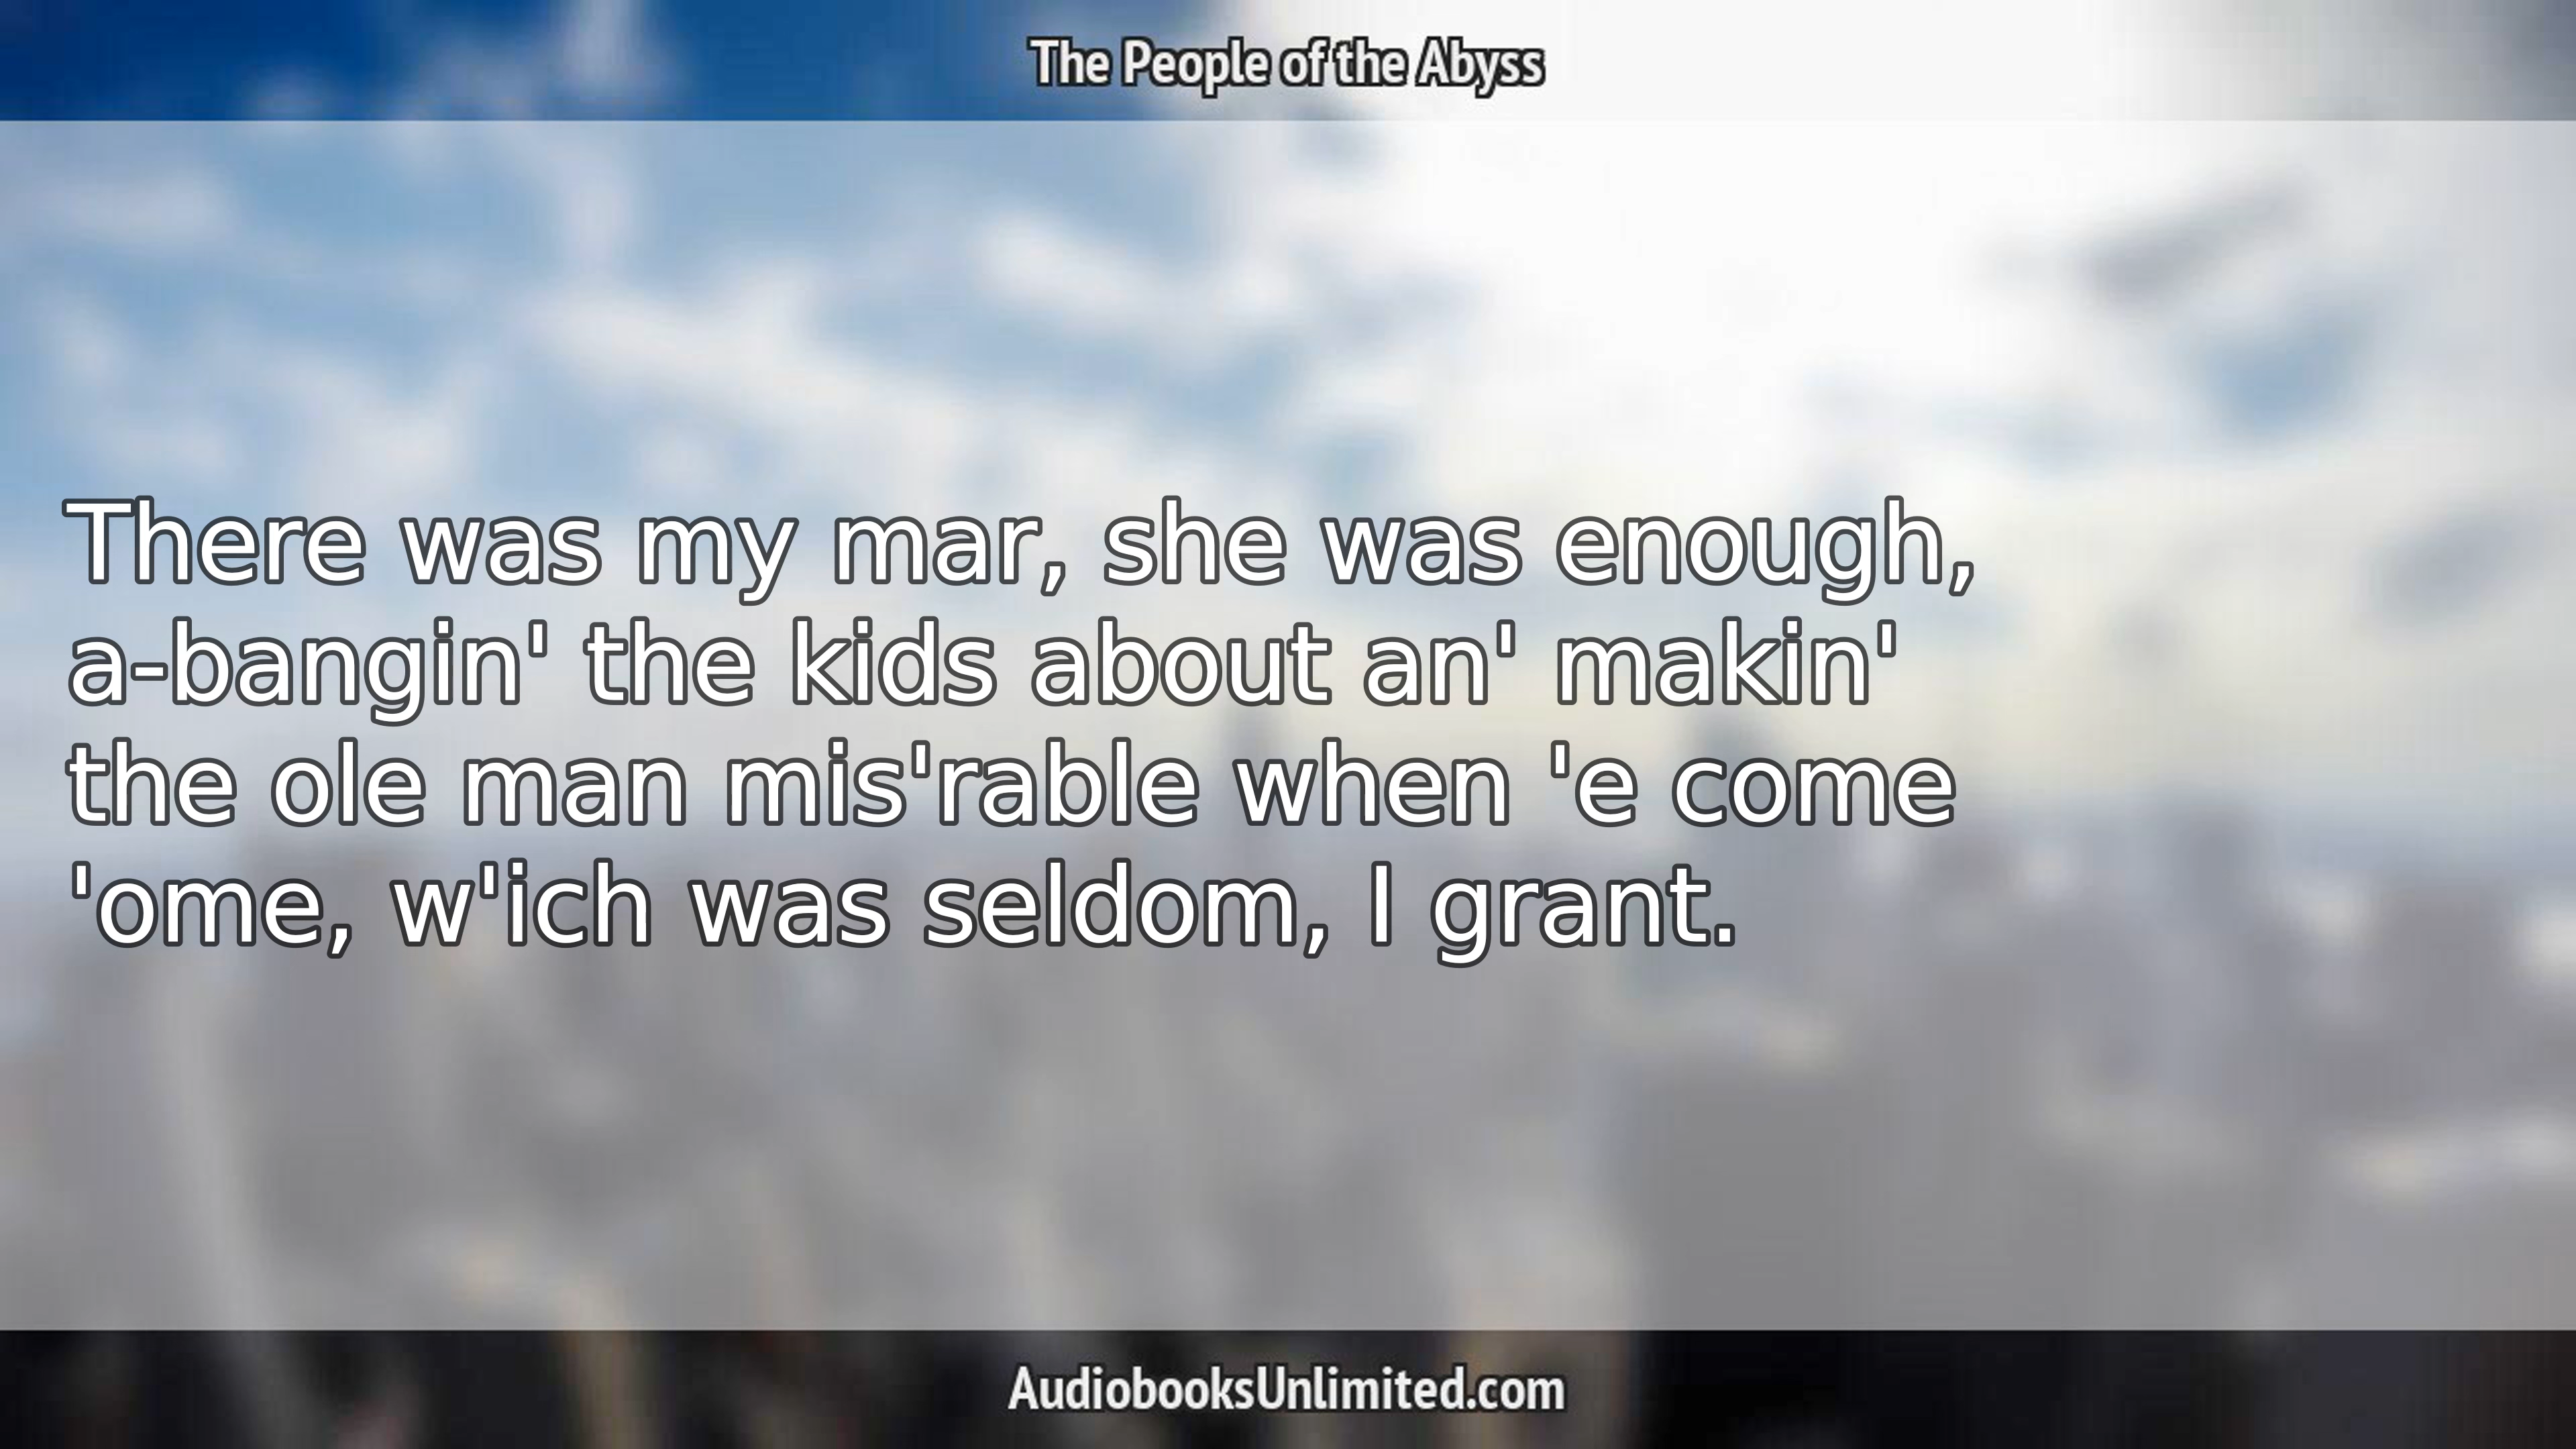 The People of the Abyss
There was my mar, she was enough,
a-bangin' the kids about an' makin'
the ole man mis'rable when 'e come
'ome, w'ich was seldom, I grant.
AudiobooksUnlimited.com